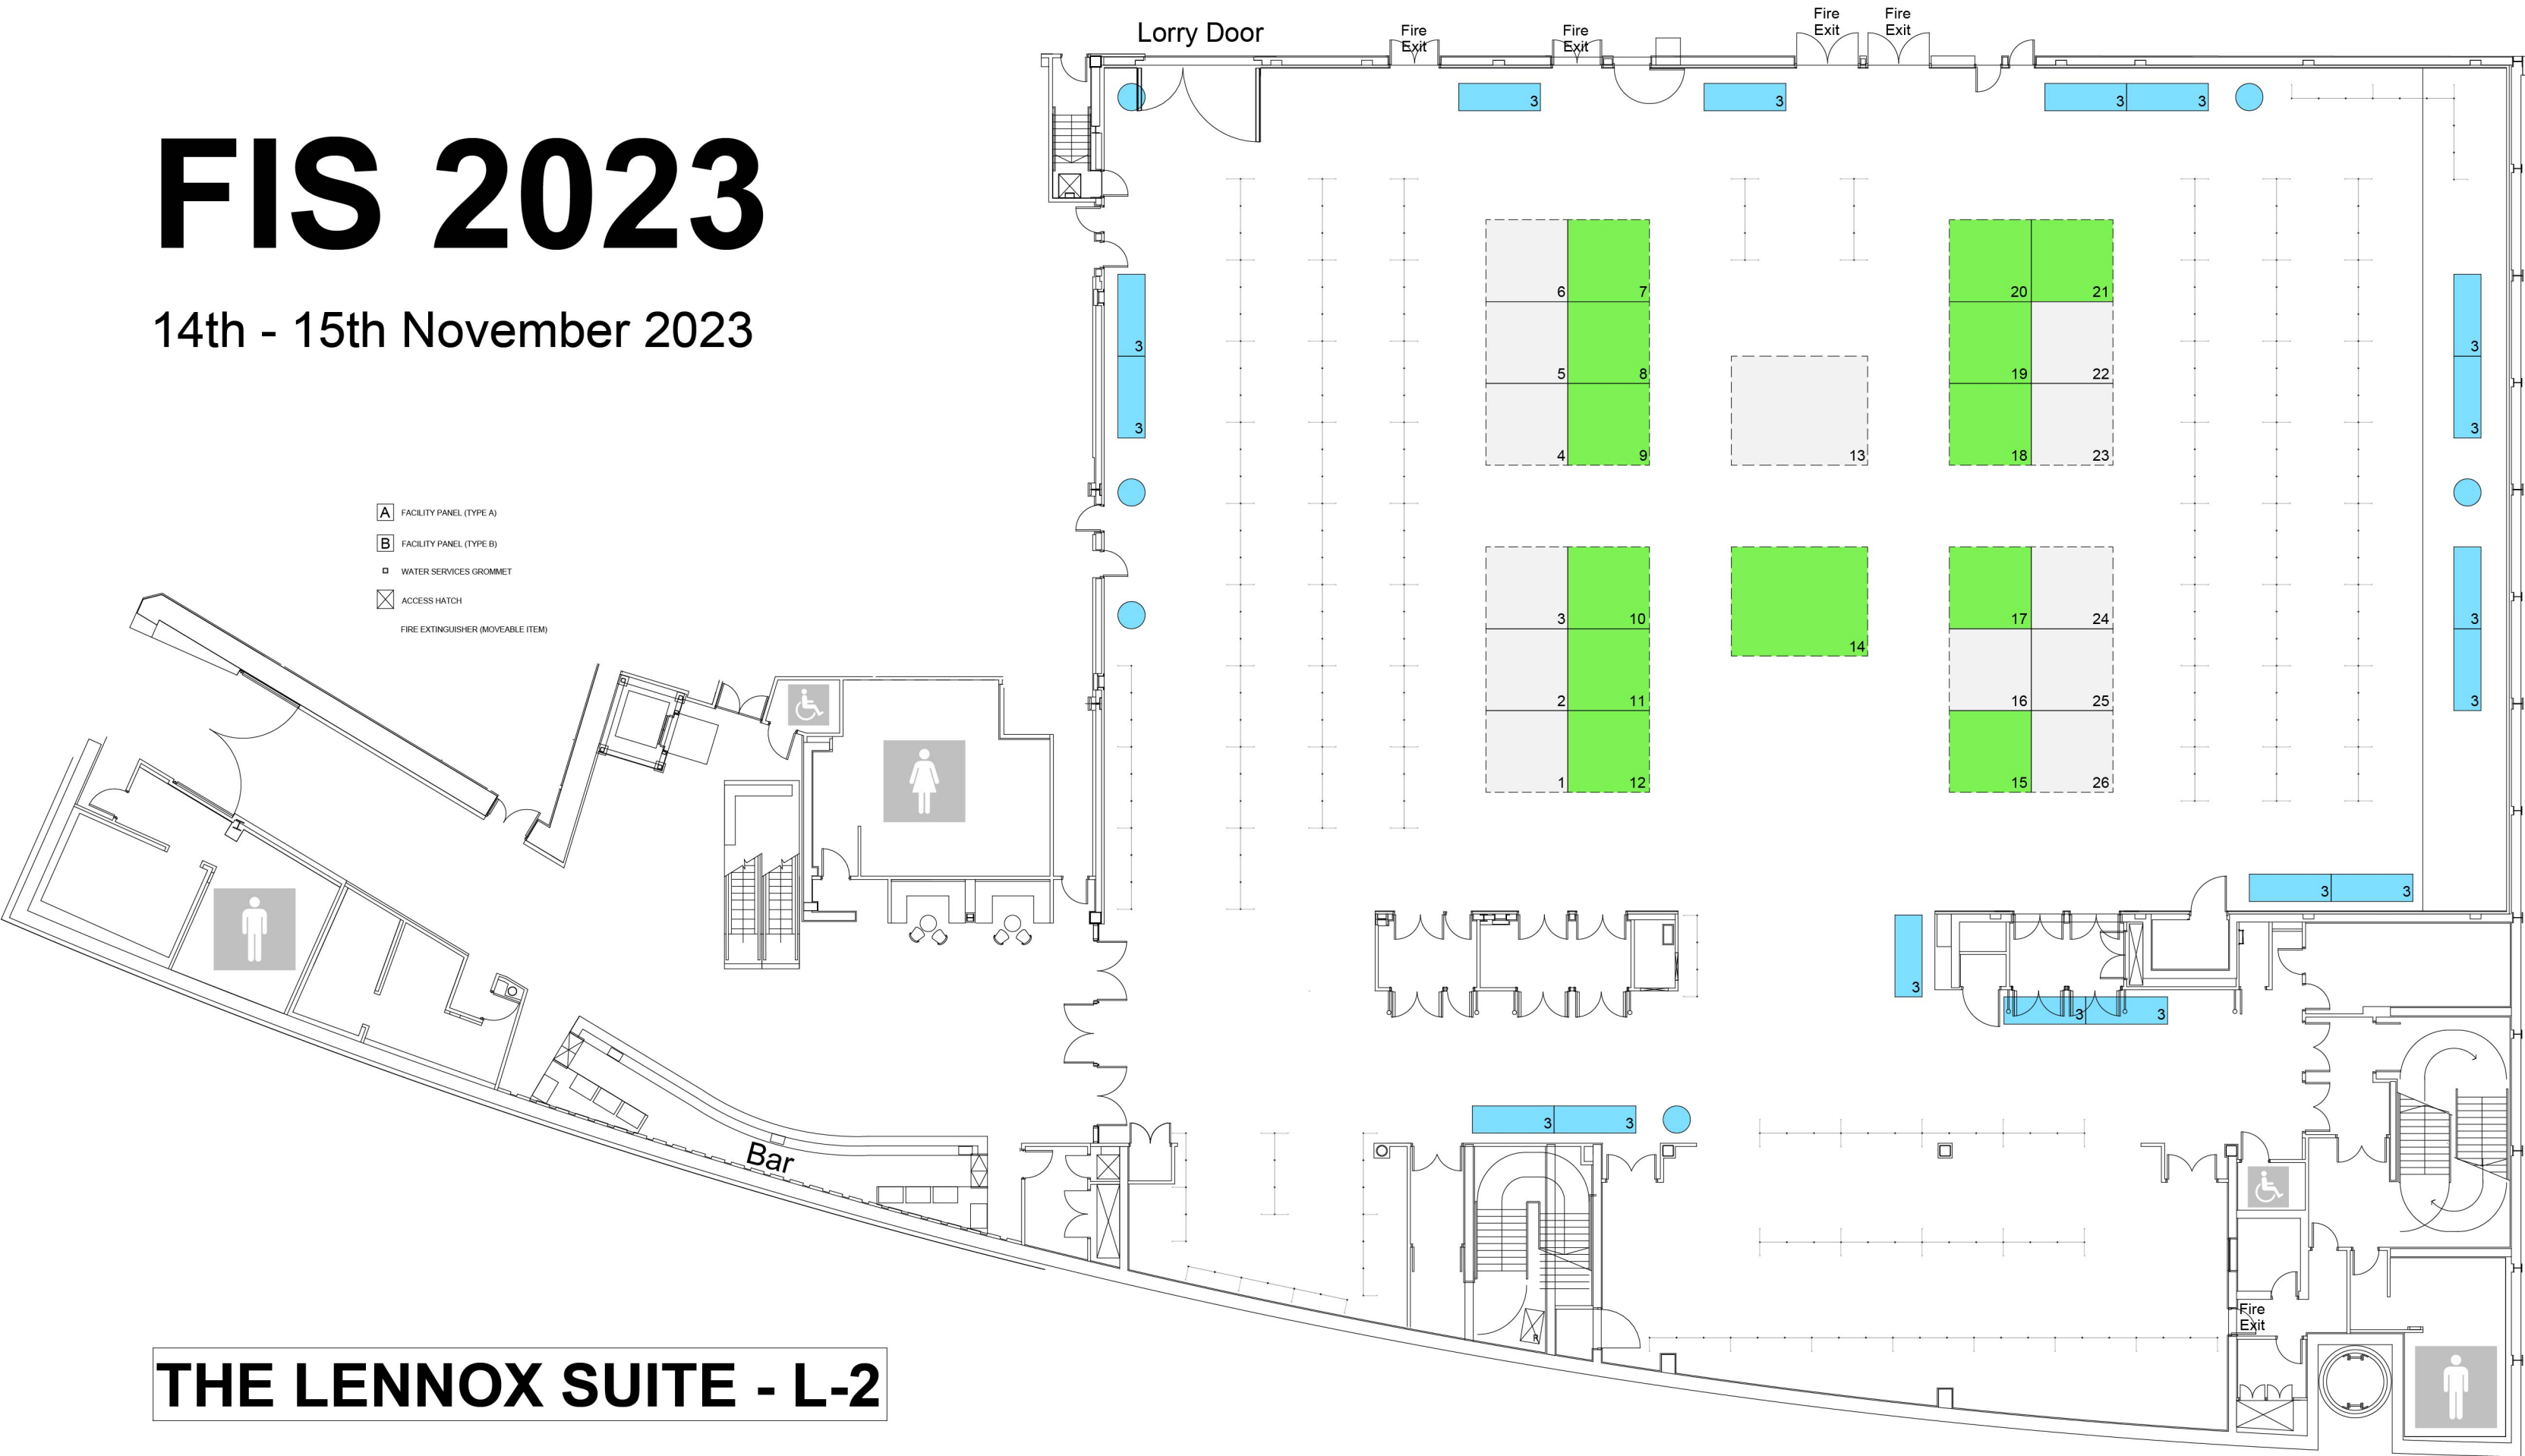 Lorry Door
Fire
Exit
Fire
Exit
Fire
Exit
Fire
Exit
3
3
3
3
FIS 2023
14th - 15th November 2023
6
7
20
21
3
3
5
8
19
22
3
3
4
9
13
18
23
A FACILITY PANEL (TYPE A)
B FACILITY PANEL (TYPE B)
WATER SERVICES GROMMET
ACCESS HATCH
FIRE EXTINGUISHER (MOVEABLE ITEM)
3
10
17
24
3
14
2
11
16
25
3
1
12
15
26
3
3
3
3
3
3
3
Bar
Fire
Exit
R
THE LENNOX SUITE - L-2